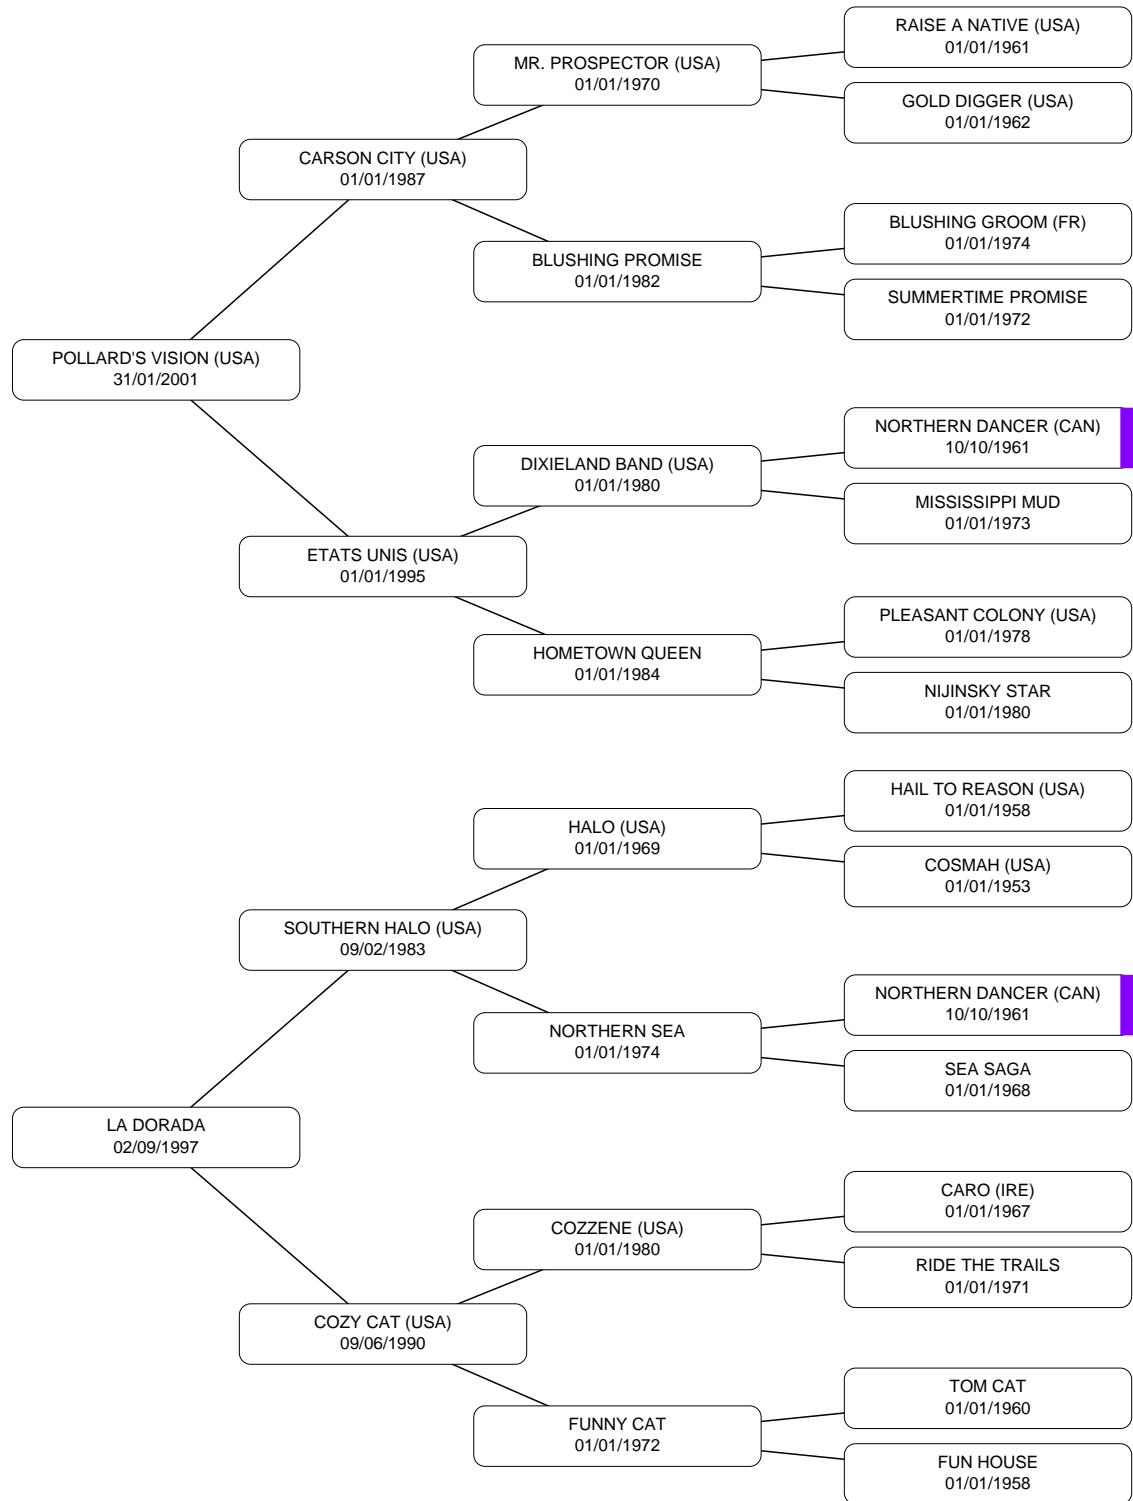 RAISE A NATIVE (USA)
01/01/1961
MR. PROSPECTOR (USA)
01/01/1970
GOLD DIGGER (USA)
01/01/1962
CARSON CITY (USA)
01/01/1987
BLUSHING GROOM (FR)
01/01/1974
BLUSHING PROMISE
01/01/1982
SUMMERTIME PROMISE
01/01/1972
POLLARD'S VISION (USA)
31/01/2001
NORTHERN DANCER (CAN)
10/10/1961
DIXIELAND BAND (USA)
01/01/1980
MISSISSIPPI MUD
01/01/1973
ETATS UNIS (USA)
01/01/1995
PLEASANT COLONY (USA)
01/01/1978
HOMETOWN QUEEN
01/01/1984
NIJINSKY STAR
01/01/1980
HAIL TO REASON (USA)
01/01/1958
HALO (USA)
01/01/1969
COSMAH (USA)
01/01/1953
SOUTHERN HALO (USA)
09/02/1983
NORTHERN DANCER (CAN)
10/10/1961
NORTHERN SEA
01/01/1974
SEA SAGA
01/01/1968
LA DORADA
02/09/1997
CARO (IRE)
01/01/1967
COZZENE (USA)
01/01/1980
RIDE THE TRAILS
01/01/1971
COZY CAT (USA)
09/06/1990
TOM CAT
01/01/1960
FUNNY CAT
01/01/1972
FUN HOUSE
01/01/1958